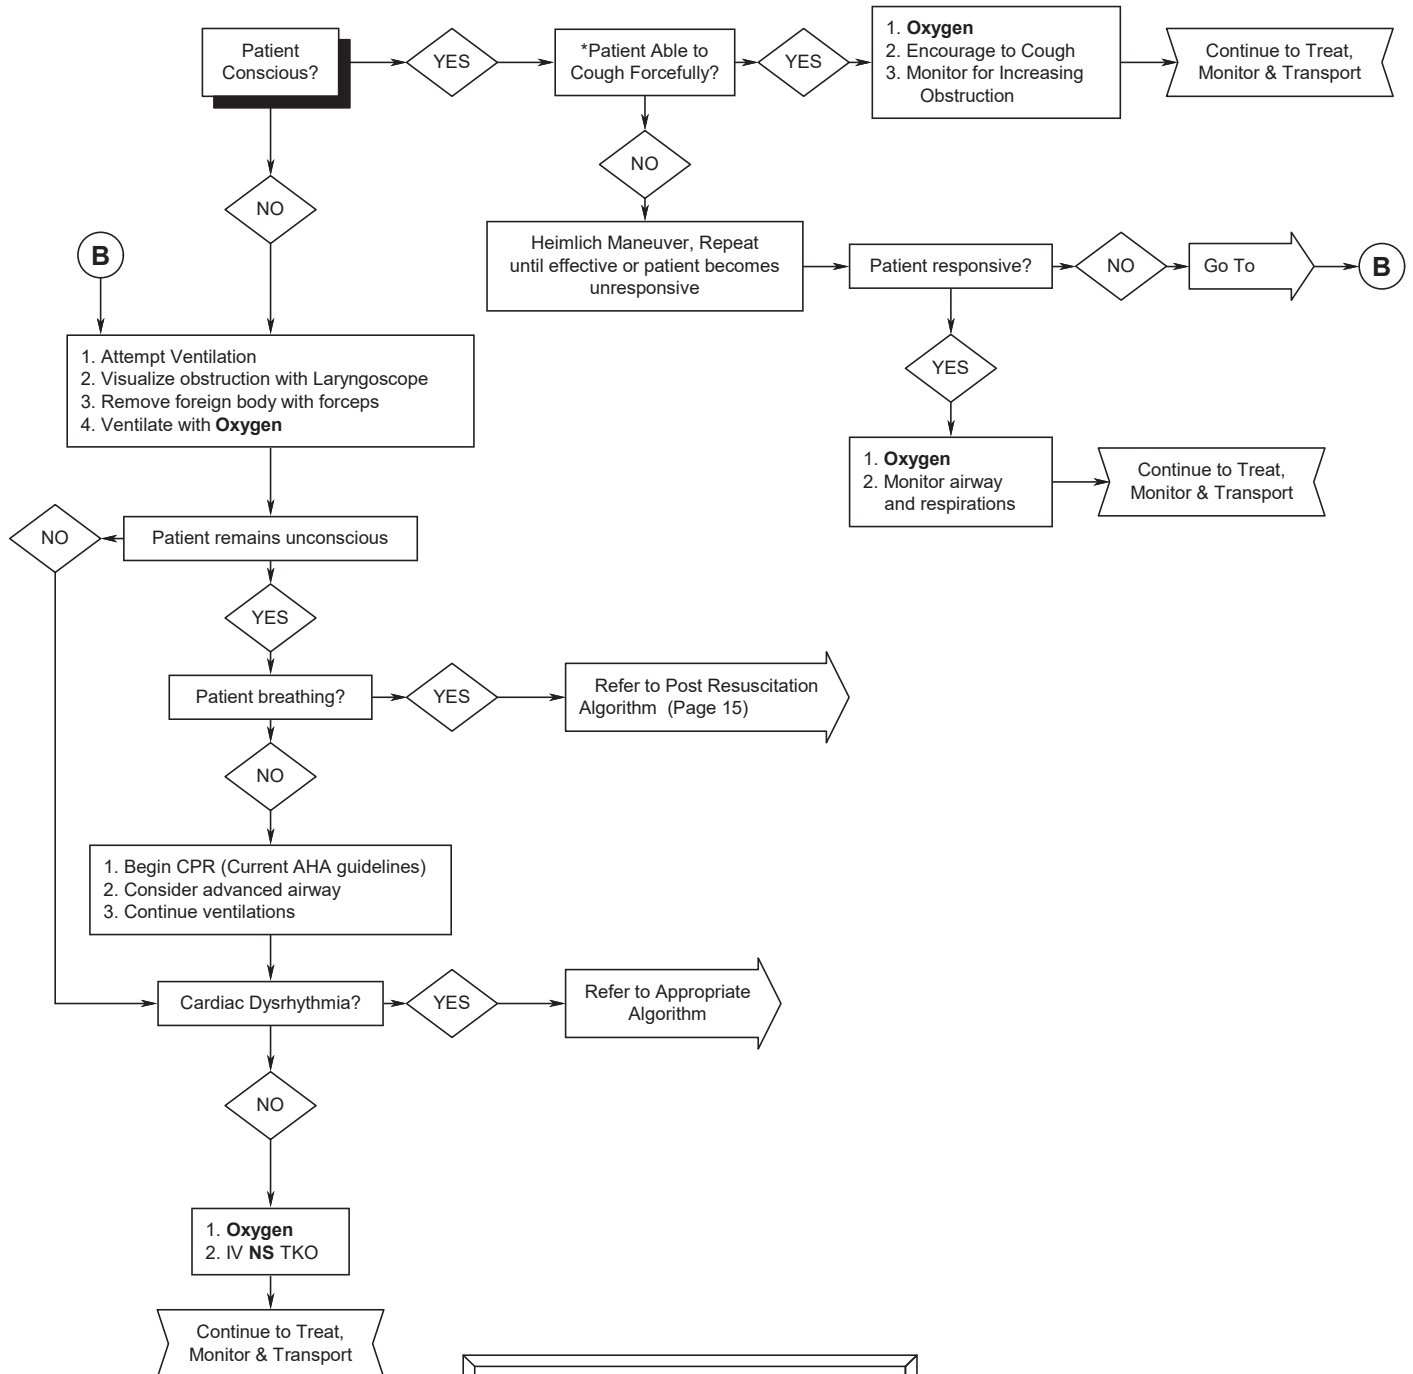 Patient
Conscious?
YES
*Patient Able to
Cough Forcefully?
YES
1. Oxygen
2. Encourage to Cough
3. Monitor for Increasing
Obstruction
Continue to Treat,
Monitor & Transport
NO
NO
B
Heimlich Maneuver, Repeat
until effective or patient becomes
unresponsive
Patient responsive?
NO
Go To
B
YES
1. Attempt Ventilation
2. Visualize obstruction with Laryngoscope
3. Remove foreign body with forceps
4. Ventilate with Oxygen
1. Oxygen
2. Monitor airway
and respirations
Continue to Treat,
Monitor & Transport
NO
Patient remains unconscious
YES
Patient breathing?
YES
Refer to Post Resuscitation
Algorithm (Page 15)
NO
1. Begin CPR (Current AHA guidelines)
2. Consider advanced airway
3. Continue ventilations
Cardiac Dysrhythmia?
YES
Refer to Appropriate
Algorithm
NO
1. Oxygen
2. IV NS TKO
Continue to Treat,
Monitor & Transport